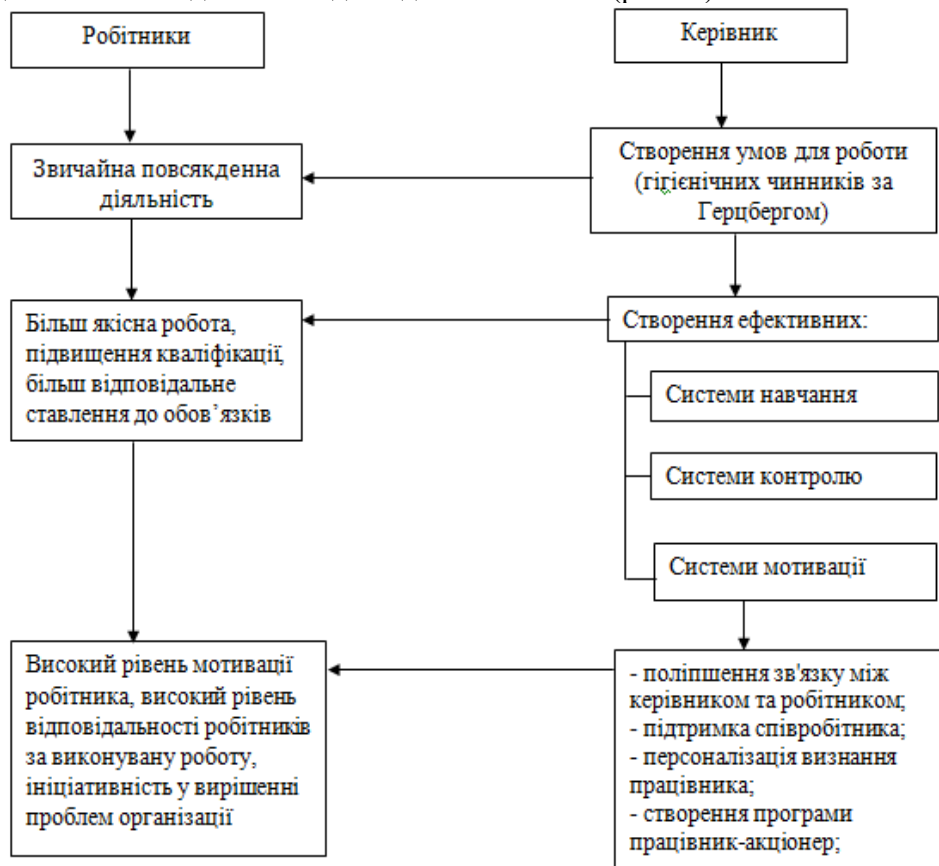 Робітники
Керівник
Звичайна повсякденна
діяльність
Створення умов для роботи
(гігієнічних чинників за
Герцбергом)
Більш якісна робота,
підвищення кваліфікації,
більш відповідальне
ставлення до обов’язків
Створення ефективних:
Системи навчання
Системи контролю
Системи мотивації
Високий рівень мотивації
робітника, високий рівень
відповідальності робітників
за виконувану роботу,
ініціативність у вирішенні
проблем організації
- поліпшення зв'язку між
керівником та робітником;
- підтримка співробітника;
- персоналізація визнання
працівника;
- створення програми
працівник-акціонер;